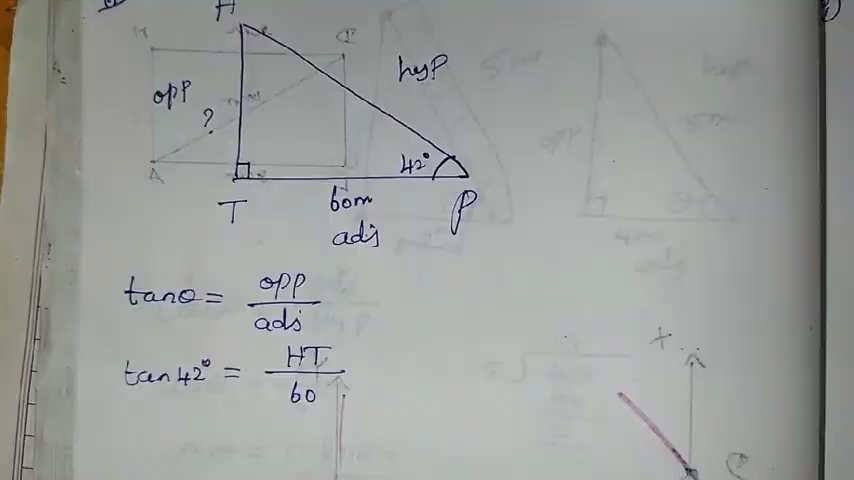 H
hyp
opp
?
42°
T
60m
P
adj
tanθ = opp / adj
tan42° = HT / 60